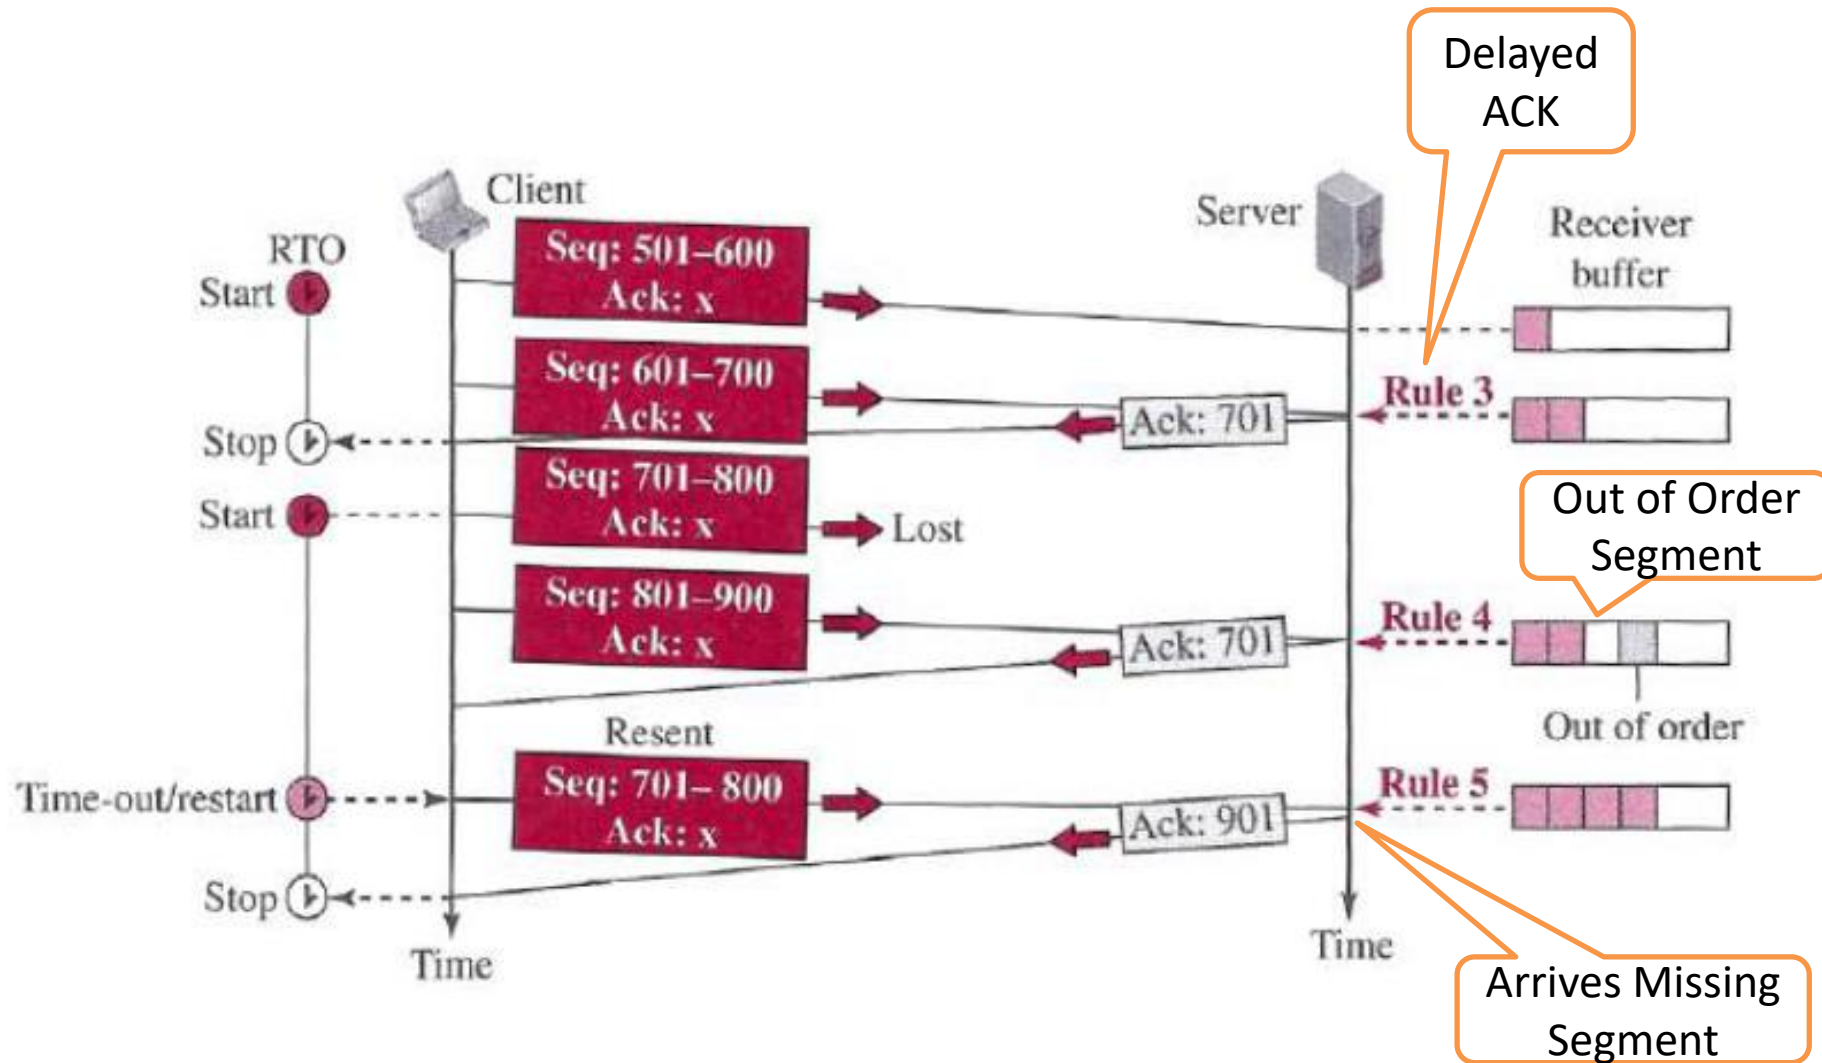 Delayed
ACK
Client
Server
Receiver
buffer
RTO
Start
Seq: 501–600
Ack: x
Seq: 601–700
Ack: x
Ack: 701
Rule 3
Stop
Seq: 701–800
Ack: x
Start
Lost
Out of Order
Segment
Seq: 801–900
Ack: x
Ack: 701
Rule 4
Out of order
Resent
Time-out/restart
Seq: 701– 800
Ack: x
Ack: 901
Rule 5
Stop
Time
Time
Arrives Missing
Segment